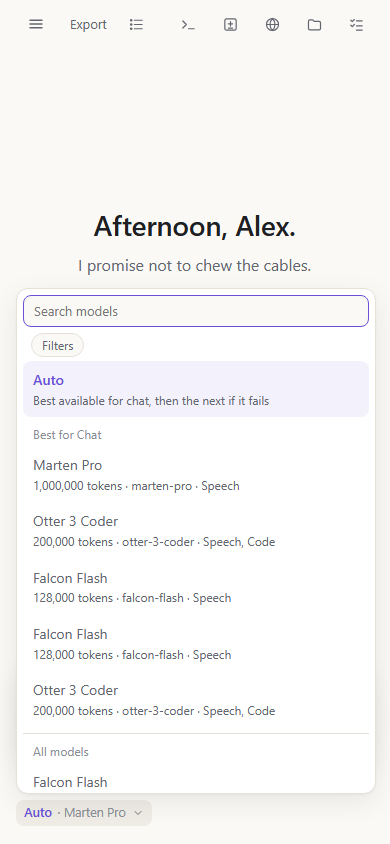 Export
Afternoon, Alex.
I promise not to chew the cables.
Search models
Filters
Auto
Best available for chat, then the next if it fails
Best for Chat
Marten Pro
1,000,000 tokens · marten-pro · Speech
Otter 3 Coder
200,000 tokens · otter-3-coder · Speech, Code
Falcon Flash
128,000 tokens · falcon-flash · Speech
Falcon Flash
128,000 tokens · falcon-flash · Speech
Otter 3 Coder
200,000 tokens · otter-3-coder · Speech, Code
All models
Falcon Flash
Auto · Marten Pro